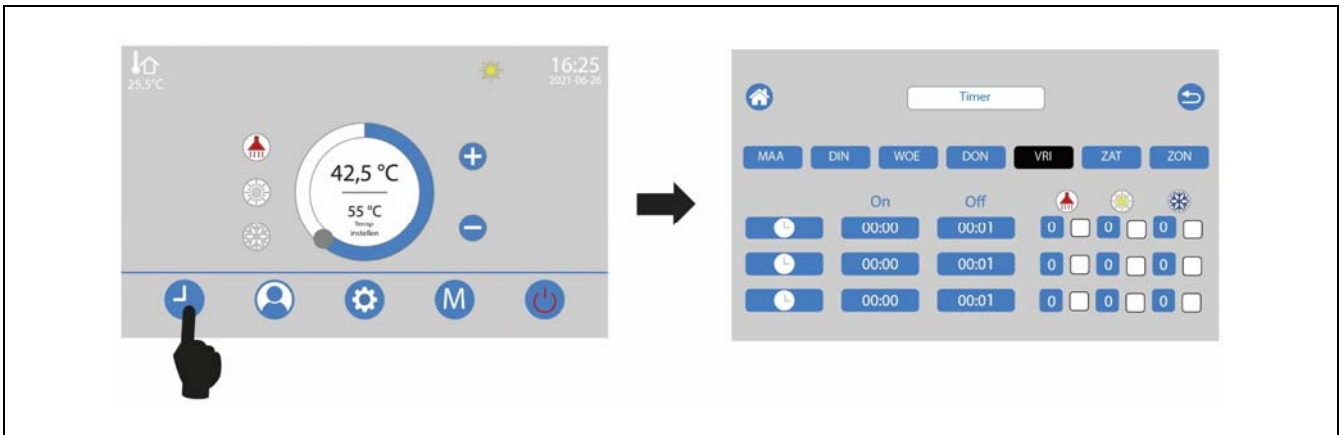 25,5°C
16:25
2021-06-26
42,5 °C
55 °C
Temp
instellen
M
Timer
MAA DIN WOE DON VRI ZAT ZON
On Off
00:00 00:01 0 0 0
00:00 00:01 0 0 0
00:00 00:01 0 0 0